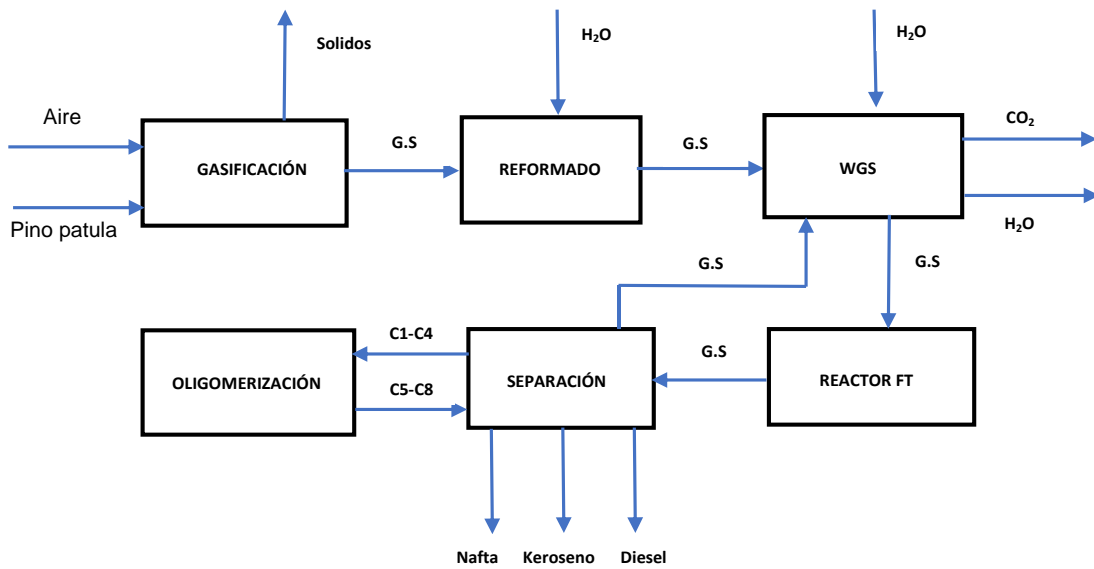 Solidos
H₂O
H₂O
Aire
GASIFICACIÓN
G.S
REFORMADO
G.S
WGS
CO₂
Pino patula
H₂O
G.S
G.S
C1-C4
OLIGOMERIZACIÓN
C5-C8
SEPARACIÓN
G.S
REACTOR FT
Nafta
Keroseno
Diesel